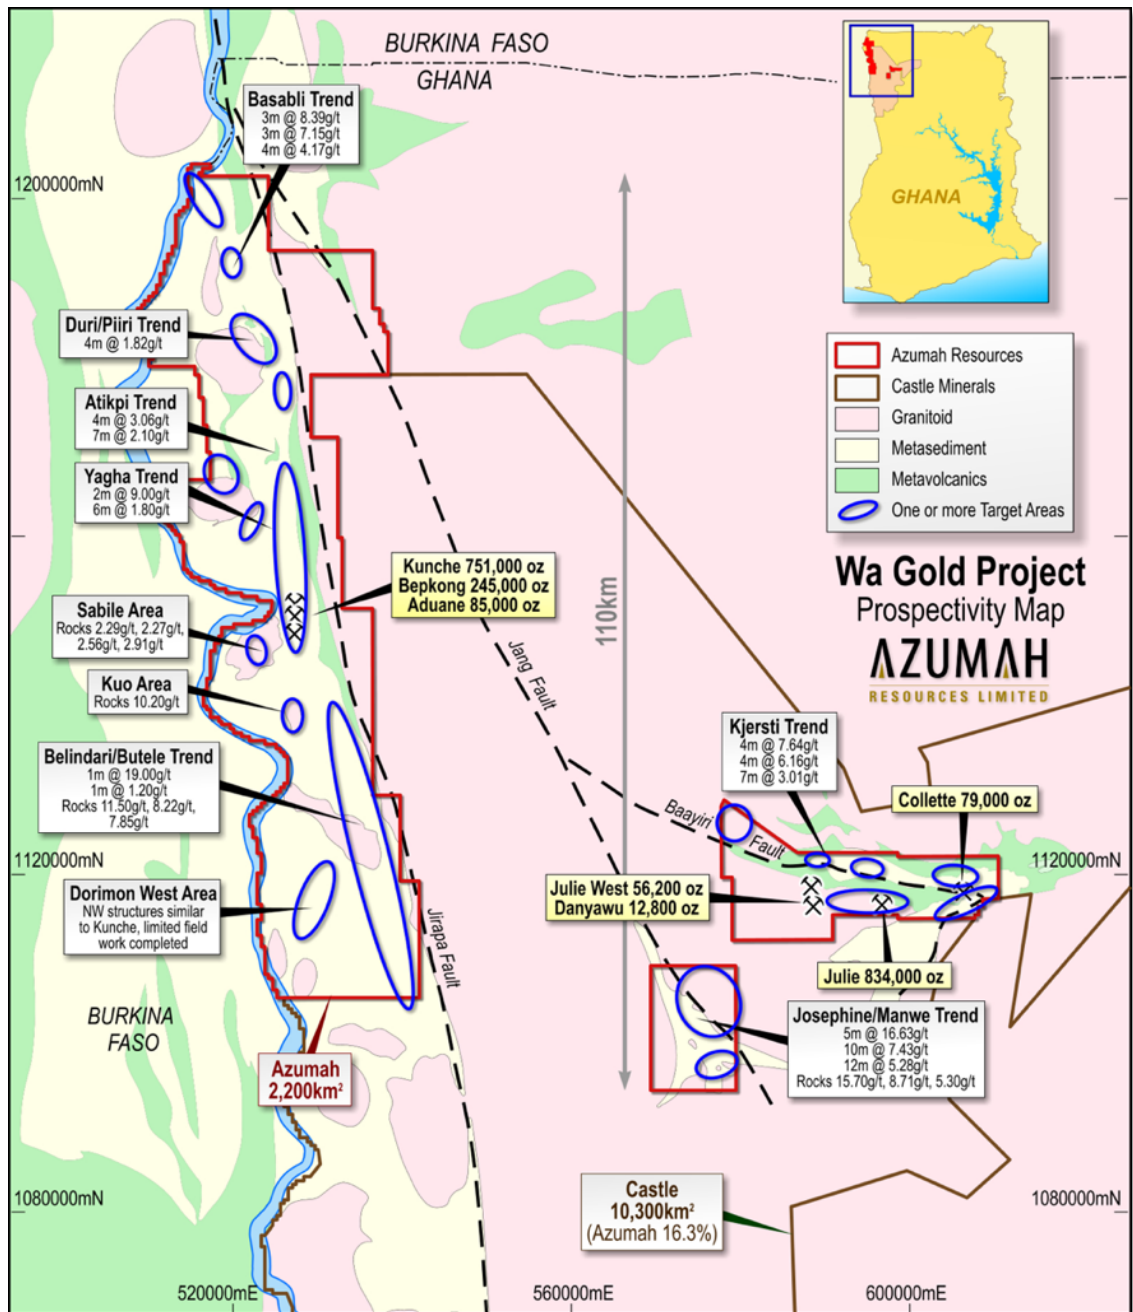 BURKINA FASO
GHANA
Basabli Trend
3m @ 8.39g/t
3m @ 7.15g/t
4m @ 4.17g/t
1200000mN
GHANA
Duri/Piiri Trend
4m @ 1.82g/t
Atikpi Trend
4m @ 3.06g/t
7m @ 2.10g/t
Yagha Trend
2m @ 9.00g/t
6m @ 1.80g/t
Azumah Resources
Castle Minerals
Granitoid
Metasediment
Metavolcanics
One or more Target Areas
Wa Gold Project
Prospectivity Map
AZUMAH
RESOURCES LIMITED
Kunche 751,000 oz
Bepkong 245,000 oz
Aduane 85,000 oz
110km
Sabile Area
Rocks 2.29g/t, 2.27g/t,
2.56g/t, 2.91g/t
Jang Fault
Kuo Area
Rocks 10.20g/t
Belindari/Butele Trend
1m @ 19.00g/t
1m @ 1.20g/t
Rocks 11.50g/t, 8.22g/t,
7.85g/t
Kjersti Trend
4m @ 7.64g/t
4m @ 6.16g/t
7m @ 3.01g/t
Collette 79,000 oz
Baayiri Fault
1120000mN
1120000mN
Dorimon West Area
NW structures similar
to Kunche, limited field
work completed
Julie West 56,200 oz
Danyawu 12,800 oz
Jirapa Fault
Julie 834,000 oz
BURKINA
FASO
Josephine/Manwe Trend
5m @ 16.63g/t
10m @ 7.43g/t
12m @ 5.28g/t
Rocks 15.70g/t, 8.71g/t, 5.30g/t
Azumah
2,200km²
Castle
10,300km²
(Azumah 16.3%)
1080000mN
1080000mN
520000mE
560000mE
600000mE